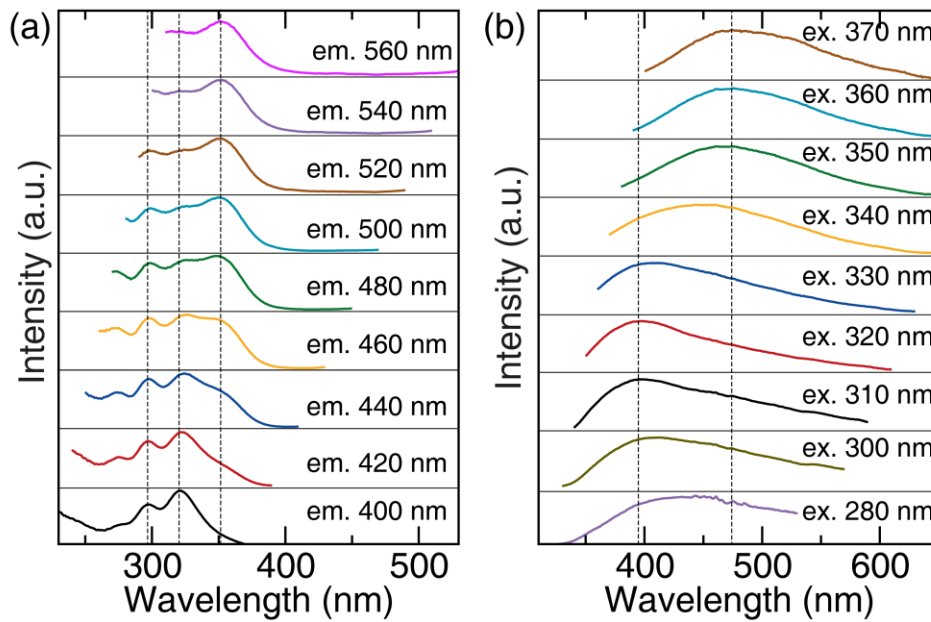 (a)
em. 560 nm
em. 540 nm
em. 520 nm
em. 500 nm
em. 480 nm
em. 460 nm
em. 440 nm
em. 420 nm
em. 400 nm
Intensity (a.u.)
300
400
500
Wavelength (nm)
(b)
ex. 370 nm
ex. 360 nm
ex. 350 nm
ex. 340 nm
ex. 330 nm
ex. 320 nm
ex. 310 nm
ex. 300 nm
ex. 280 nm
Intensity (a.u.)
400
500
600
Wavelength (nm)